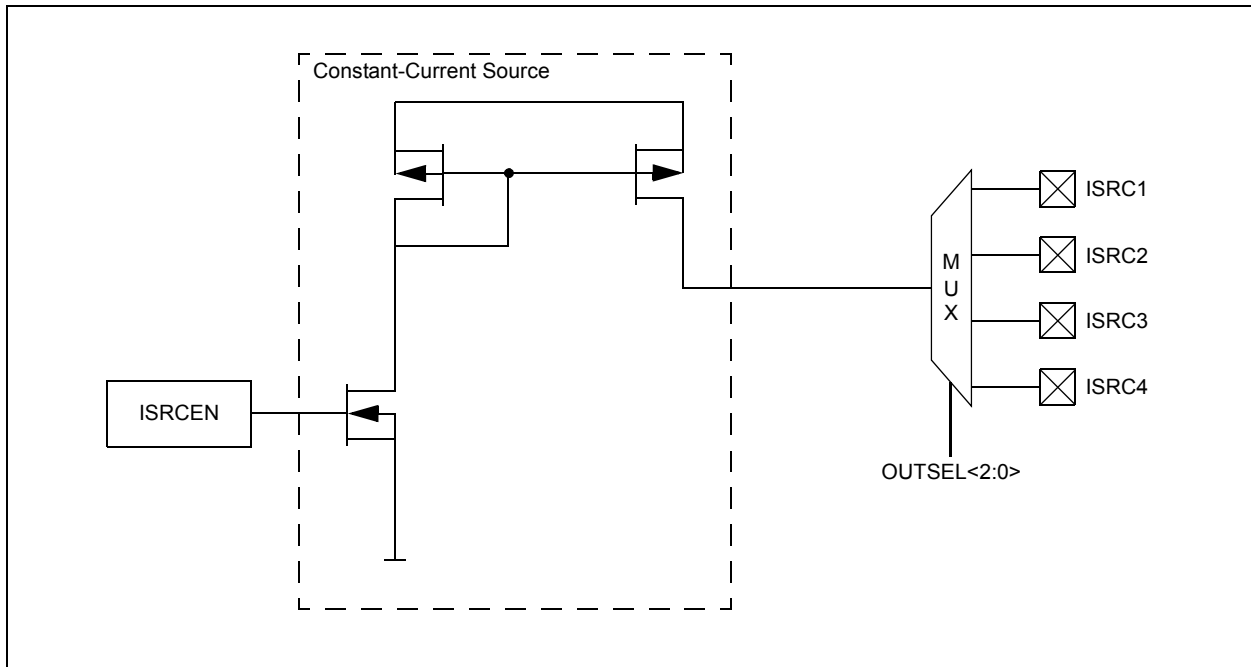 Constant-Current Source
ISRC1
ISRC2
ISRC3
ISRC4
M
U
X
ISRCEN
OUTSEL<2:0>